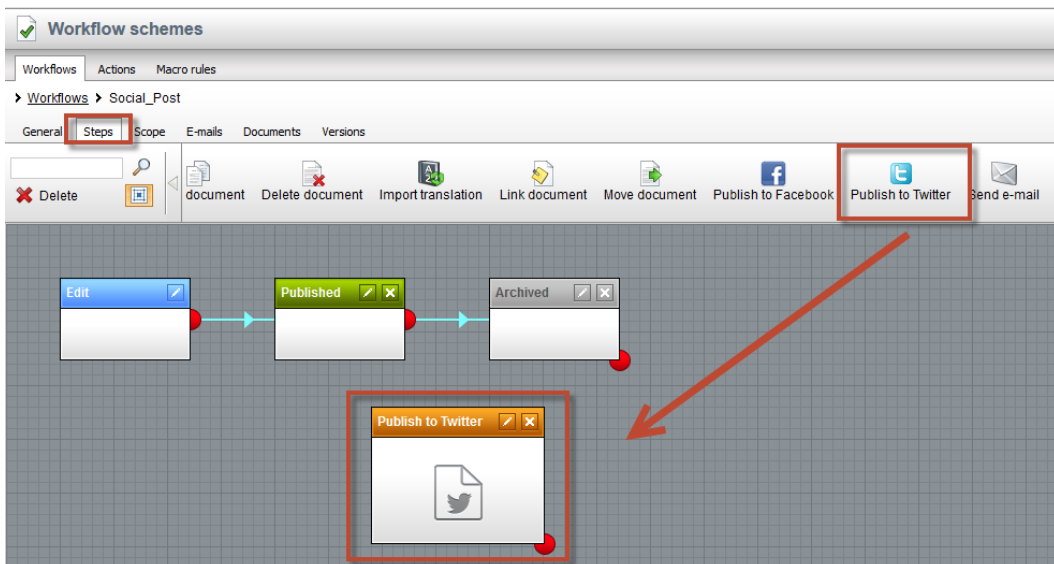 Workflow schemes
Workflows Actions Macro rules
Workflows > Social_Post
General Steps Scope E-mails Documents Versions
Delete
document Delete document Import translation Link document Move document Publish to Facebook Publish to Twitter Send e-mail
Edit Published Archived
Publish to Twitter